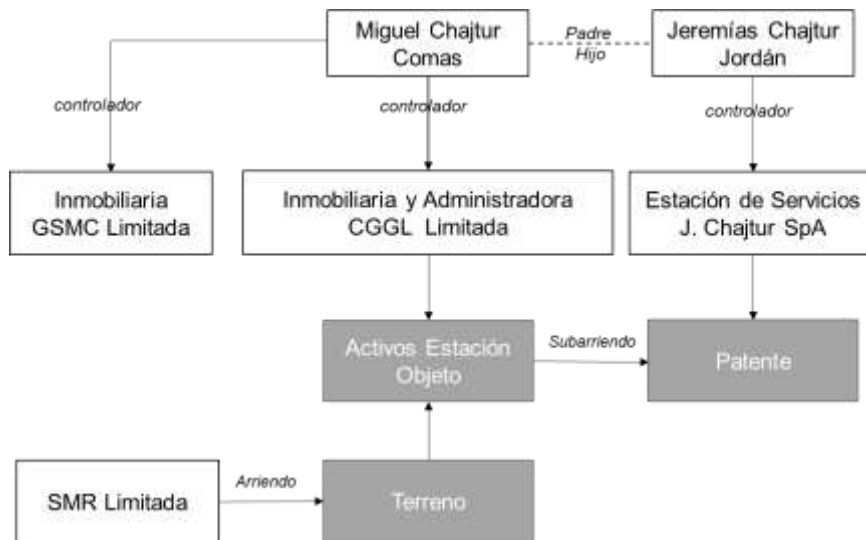 Miguel Chajtur
Comas
Padre
Hijo
Jeremías Chajtur
Jordán
controlador
controlador
controlador
Inmobiliaria
GSMC Limitada
Inmobiliaria y Administradora
CGGL Limitada
Estación de Servicios
J. Chajtur SpA
Activos Estación
Objeto
Subarriendo
Patente
SMR Limitada
Arriendo
Terreno